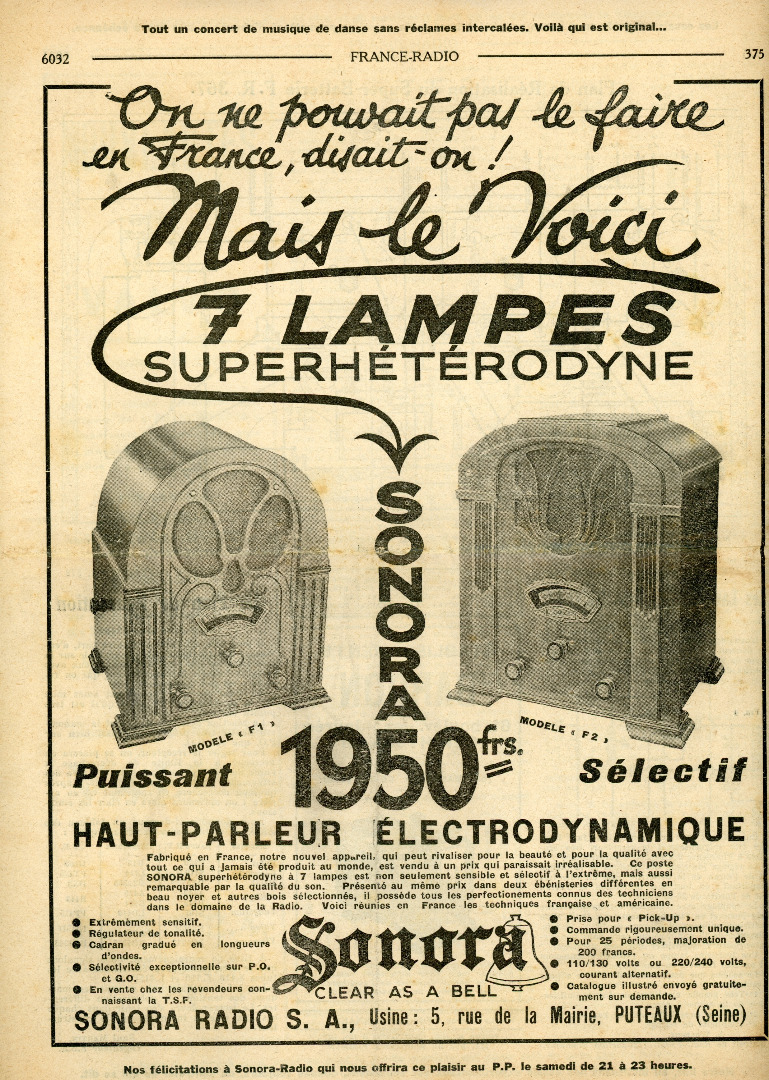 Tout un concert de musique de danse sans réclames intercalées. Voilà qui est original...
6032 FRANCE-RADIO 375
On ne pouvait pas le faire
en France, disait-on !
Mais le Voici
7 LAMPES
SUPERHÉTÉRODYNE
SONORA
MODELE « F1 »
MODELE « F2 »
1950 frs.
Puissant
Sélectif
HAUT-PARLEUR ÉLECTRODYNAMIQUE
Fabriqué en France, notre nouvel appareil, qui peut rivaliser pour la beauté et pour la qualité avec
tout ce qui a jamais été produit au monde, est vendu à un prix qui paraissait irréalisable. Ce poste
SONORA superhétérodyne à 7 lampes est non seulement sensible et sélectif à l'extrême, mais aussi
remarquable par la qualité du son. Présenté au même prix dans deux ébénisteries différentes en
beau noyer et autres bois sélectionnés, il possède tous les perfectionements connus des techniciens
dans le domaine de la Radio. Voici réunies en France les techniques française et américaine.
● Extrêmèment sensitif.
● Régulateur de tonalité.
● Cadran gradué en longueurs
d'ondes.
● Sélectivité exceptionnelle sur P.O.
et G.O.
● En vente chez les revendeurs con-
naissant la T.S.F.
Sonora
CLEAR AS A BELL
● Prise pour « Pick-Up ».
● Commande rigoureusement unique.
● Pour 25 périodes, majoration de
200 francs.
● 110/130 volts ou 220/240 volts,
courant alternatif.
● Catalogue illustré envoyé gratuite-
ment sur demande.
SONORA RADIO S. A., Usine : 5, rue de la Mairie, PUTEAUX (Seine)
Nos félicitations à Sonora-Radio qui nous offrira ce plaisir au P.P. le samedi de 21 à 23 heures.